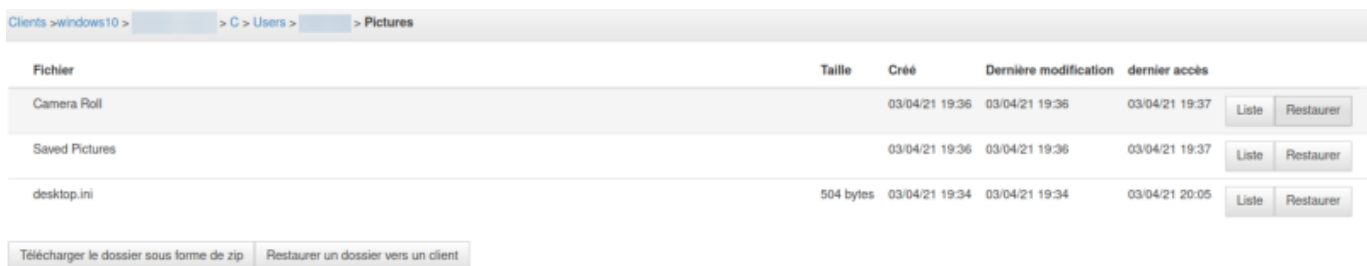 Clients >windows10 > > C > Users > > Pictures
Fichier Taille Créé Dernière modification dernier accès
Camera Roll 03/04/21 19:36 03/04/21 19:36 03/04/21 19:37 Liste Restaurer
Saved Pictures 03/04/21 19:36 03/04/21 19:36 03/04/21 19:37 Liste Restaurer
desktop.ini 504 bytes 03/04/21 19:34 03/04/21 19:34 03/04/21 20:05 Liste Restaurer
Télécharger le dossier sous forme de zip Restaurer un dossier vers un client